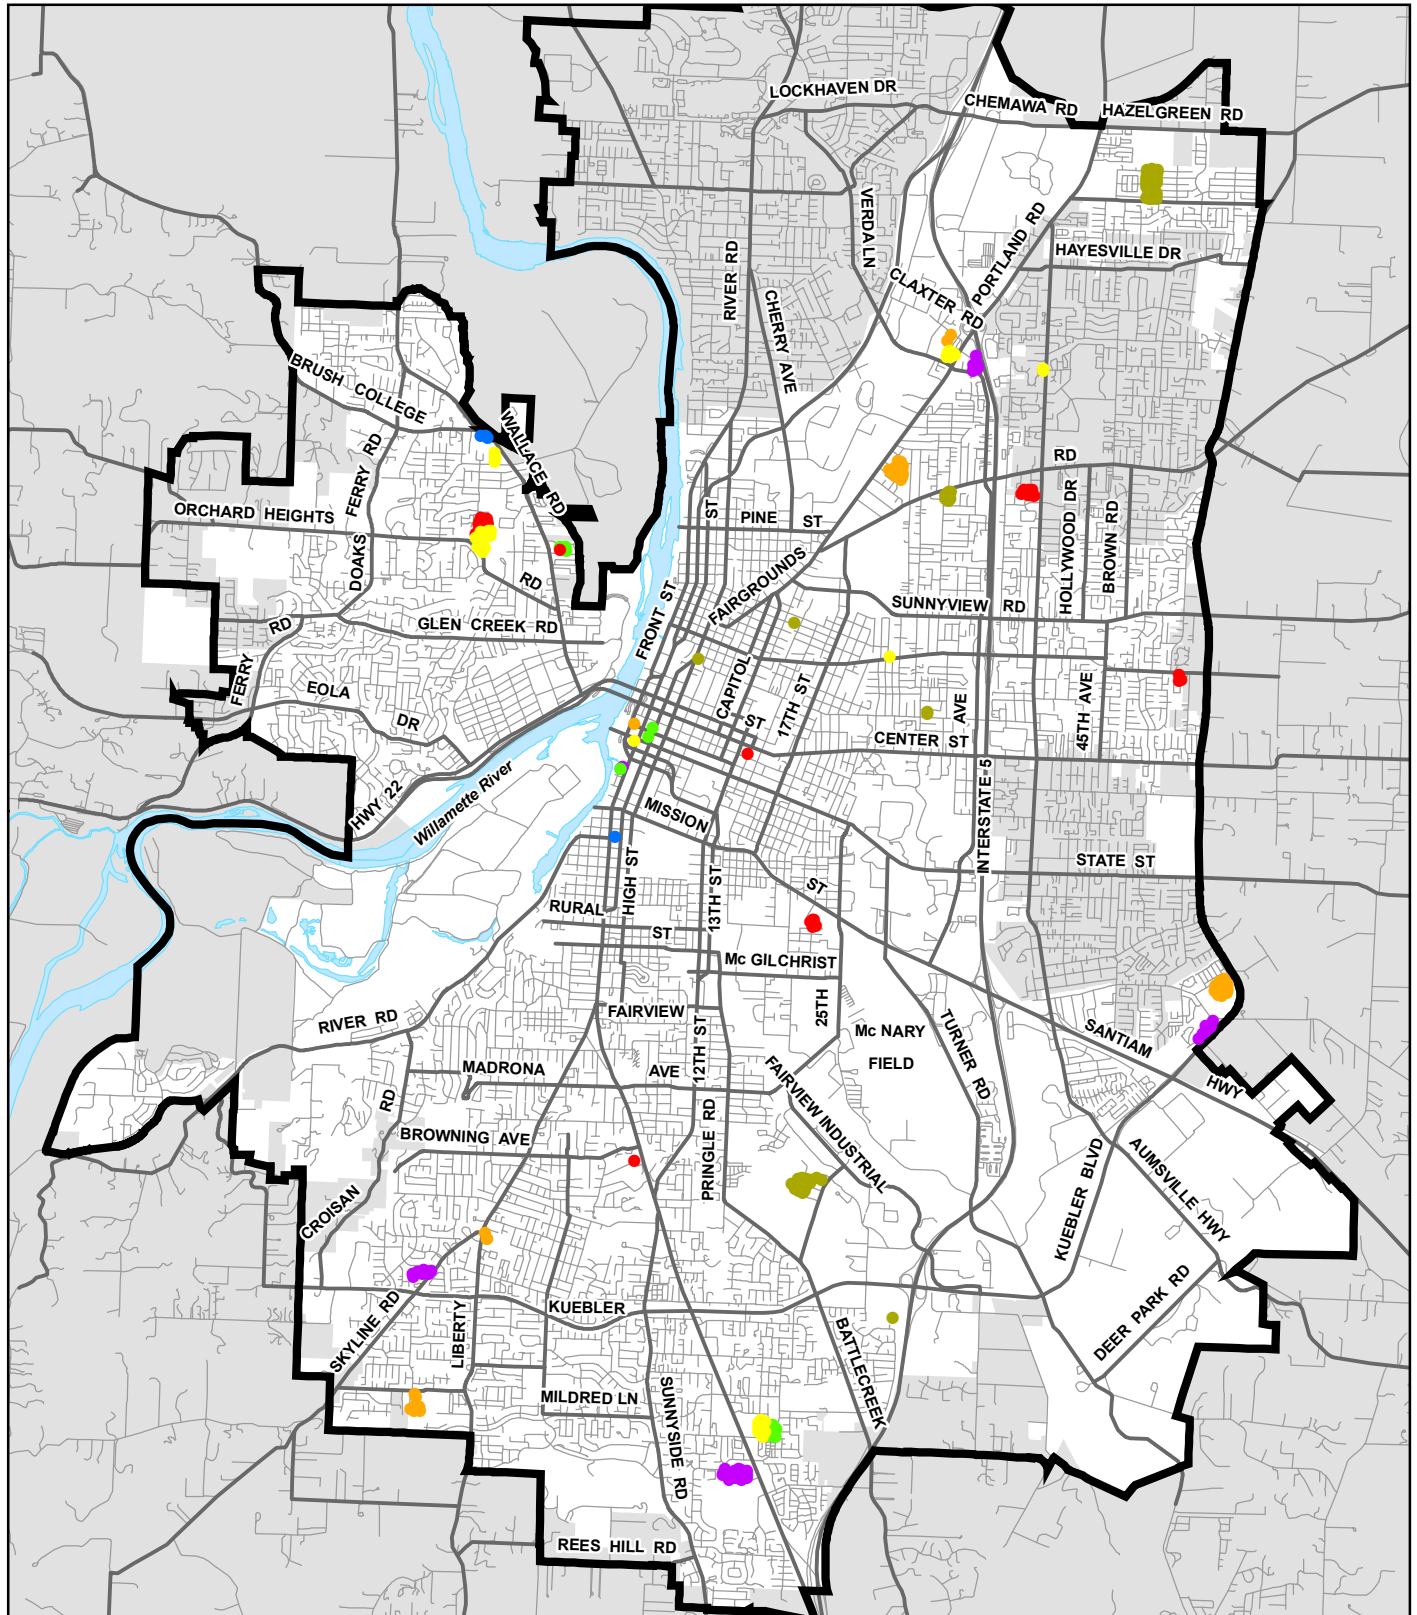 LOCKHAVEN DR
CHEMAWA RD
HAZELGREEN RD
VERDA LN
PORTLAND RD
HAYESVILLE DR
RIVER RD
CHERRY AVE
CLAXTER RD
BRUSH COLLEGE
WALLACE RD
DOAKS FERRY RD
ORCHARD HEIGHTS
RD
RD
ST
PINE ST
HOLLYWOOD DR
BROWN RD
FAIRGROUNDS
SUNNYVIEW RD
FRONT ST
GLEN CREEK RD
RD
FERRY
EOLA
DR
CAPITOL
ST
17TH ST
AVE
45TH AVE
CENTER ST
INTERSTATE 5
HWY 22
Willamette River
MISSION
ST
STATE ST
HIGH ST
13TH ST
RURAL
ST
Mc GILCHRIST
25TH
RIVER RD
FAIRVIEW
12TH ST
Mc NARY
FIELD
TURNER RD
SANTIAM
HWY
MADRONA
AVE
RD
FAIRVIEW INDUSTRIAL
BROWNING AVE
PRINGLE RD
CROISAN
KUEBLER BLVD
AUMSVILLE HWY
SKYLINE RD
LIBERTY
KUEBLER
BATTLECREEK
DEER PARK RD
MILDRED LN
SUNNYSIDE RD
REES HILL RD